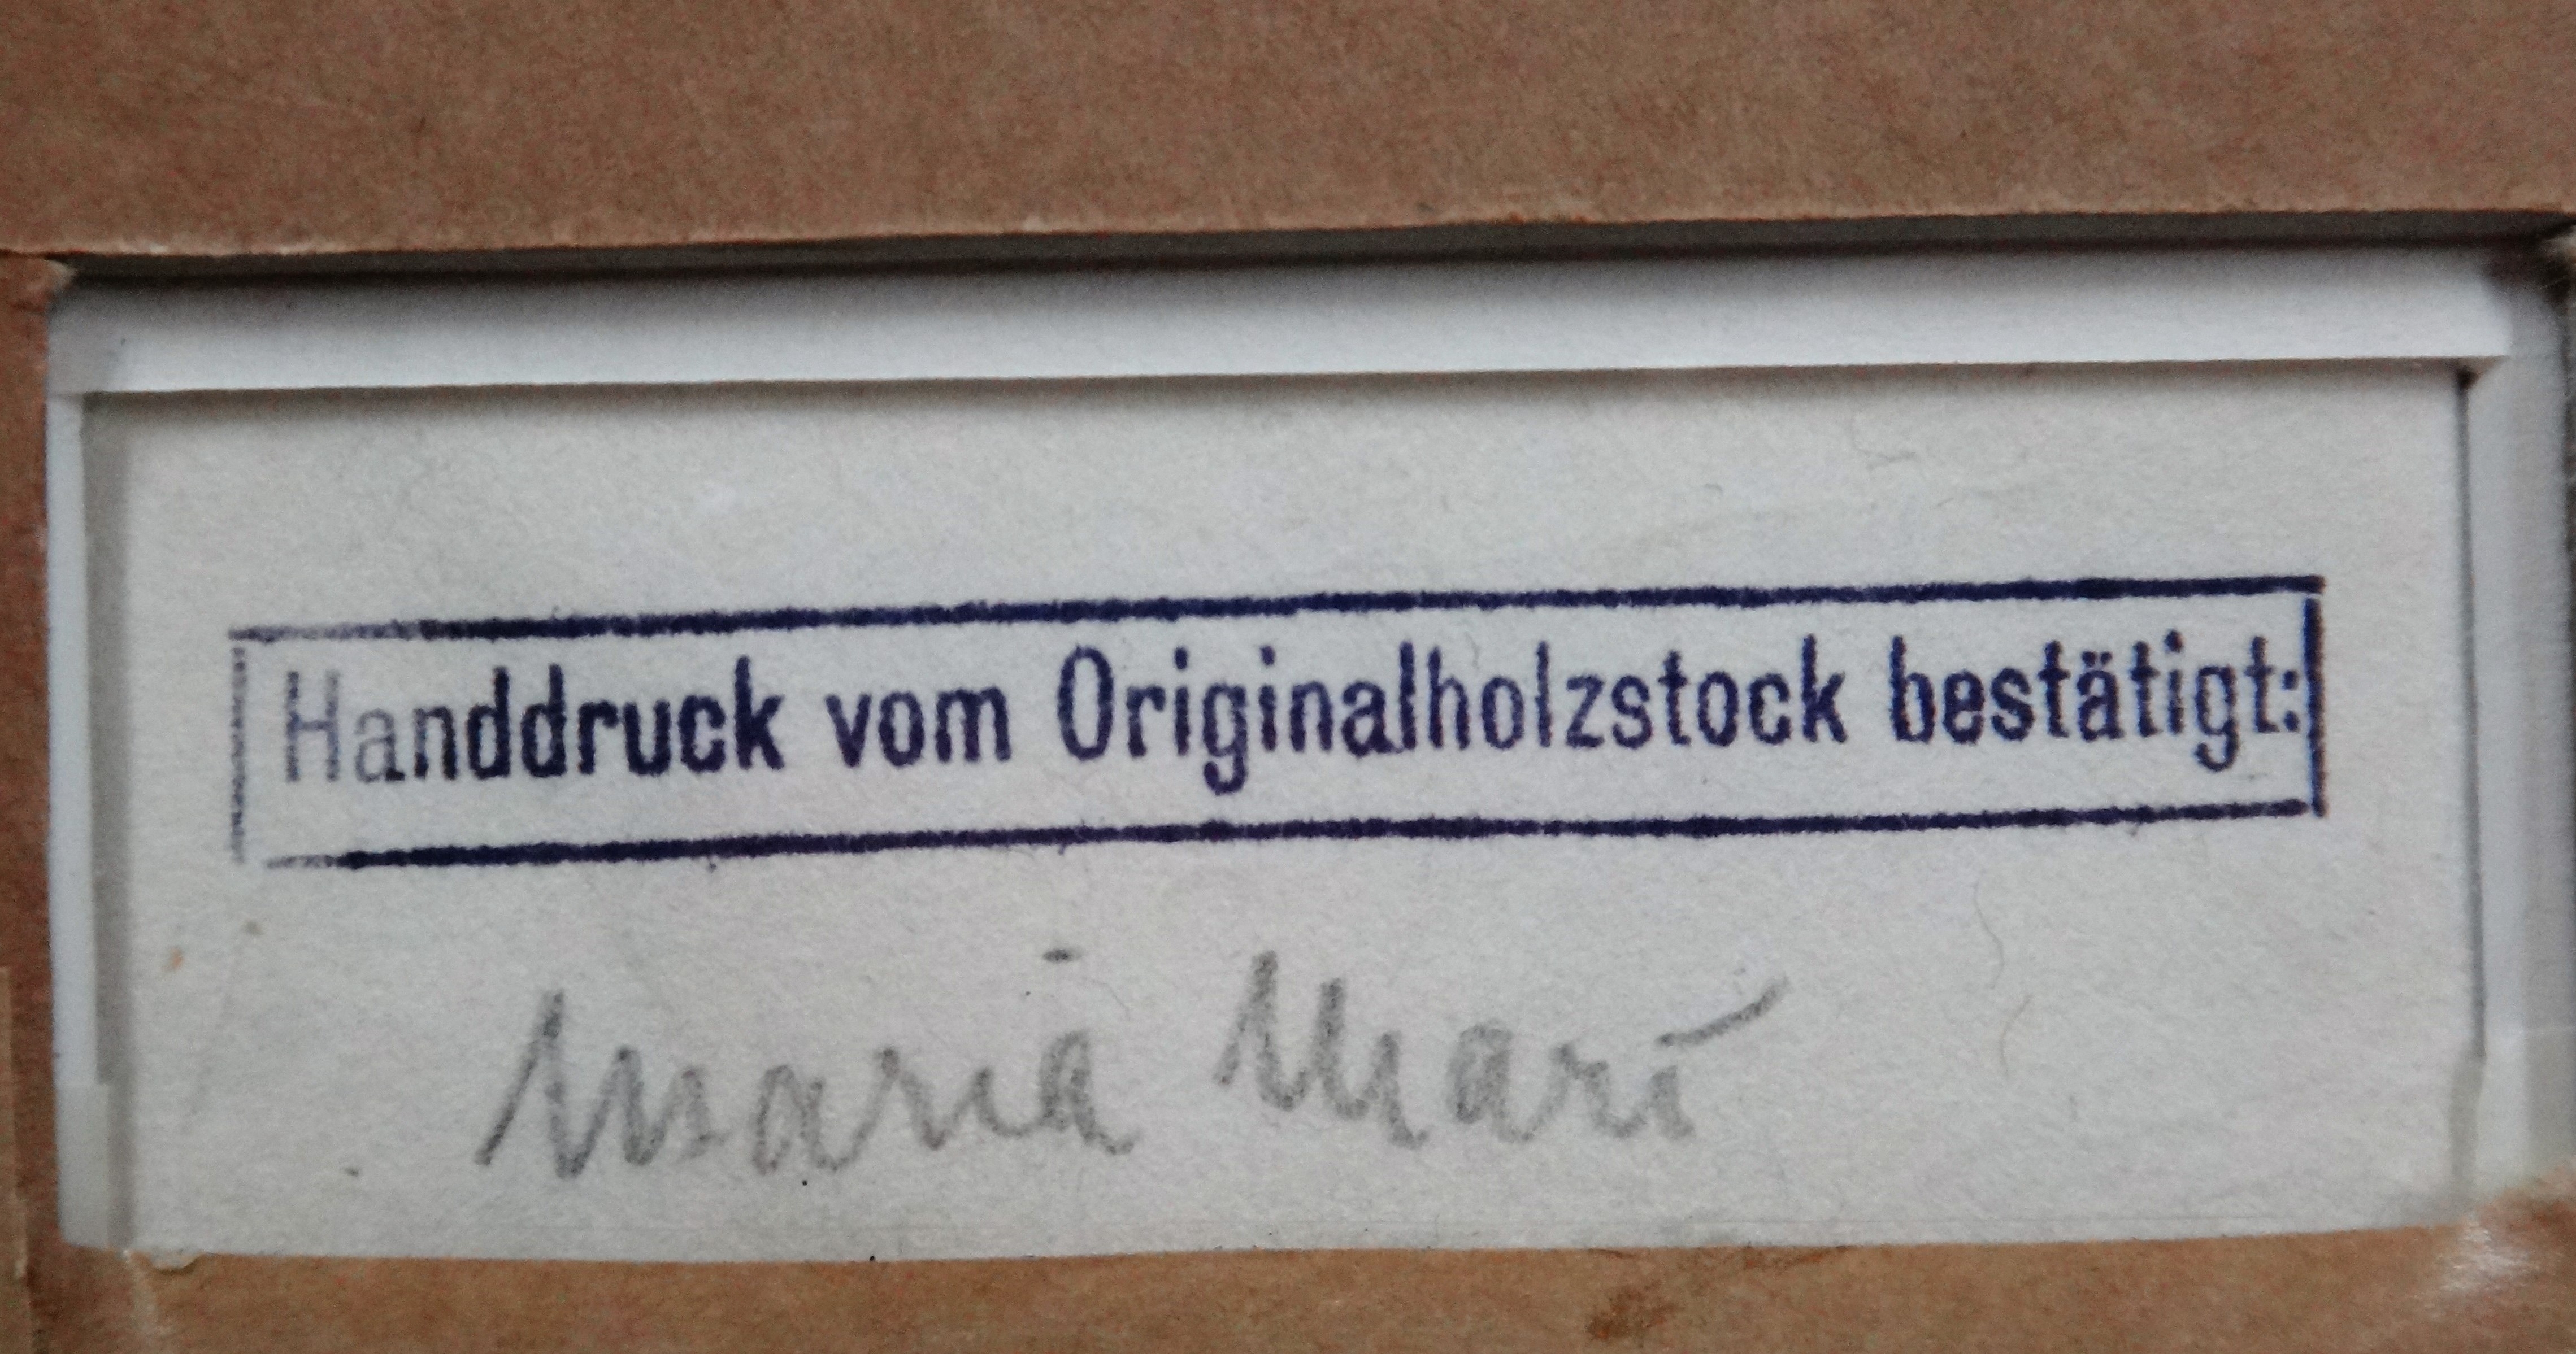 Handdruck vom Originalholzstock bestätigt:
Maria Marc